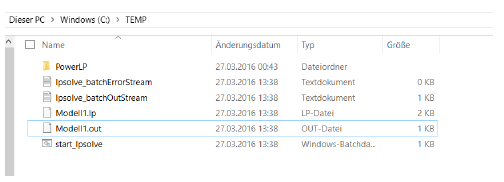 Dieser PC > Windows (C:) > TEMP
Name Änderungsdatum Typ Größe
PowerLP 27.03.2016 00:43 Dateiordner
lpsolve_batchErrorStream 27.03.2016 13:38 Textdokument 0 KB
lpsolve_batchOutStream 27.03.2016 13:38 Textdokument 1 KB
Modell1.lp 27.03.2016 13:38 LP-Datei 2 KB
Modell1.out 27.03.2016 13:38 OUT-Datei 1 KB
start_lpsolve 27.03.2016 13:38 Windows-Batchda... 1 KB